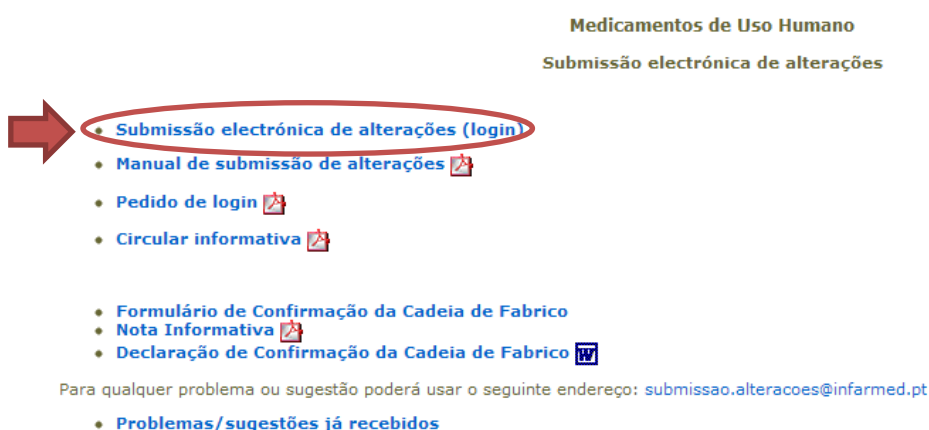 Medicamentos de Uso Humano
Submissão electrónica de alterações
Submissão electrónica de alterações (login)
Manual de submissão de alterações
Pedido de login
Circular informativa
Formulário de Confirmação da Cadeia de Fabrico
Nota Informativa
Declaração de Confirmação da Cadeia de Fabrico
Para qualquer problema ou sugestão poderá usar o seguinte endereço: submissao.alteracoes@infarmed.pt
Problemas/sugestões já recebidos